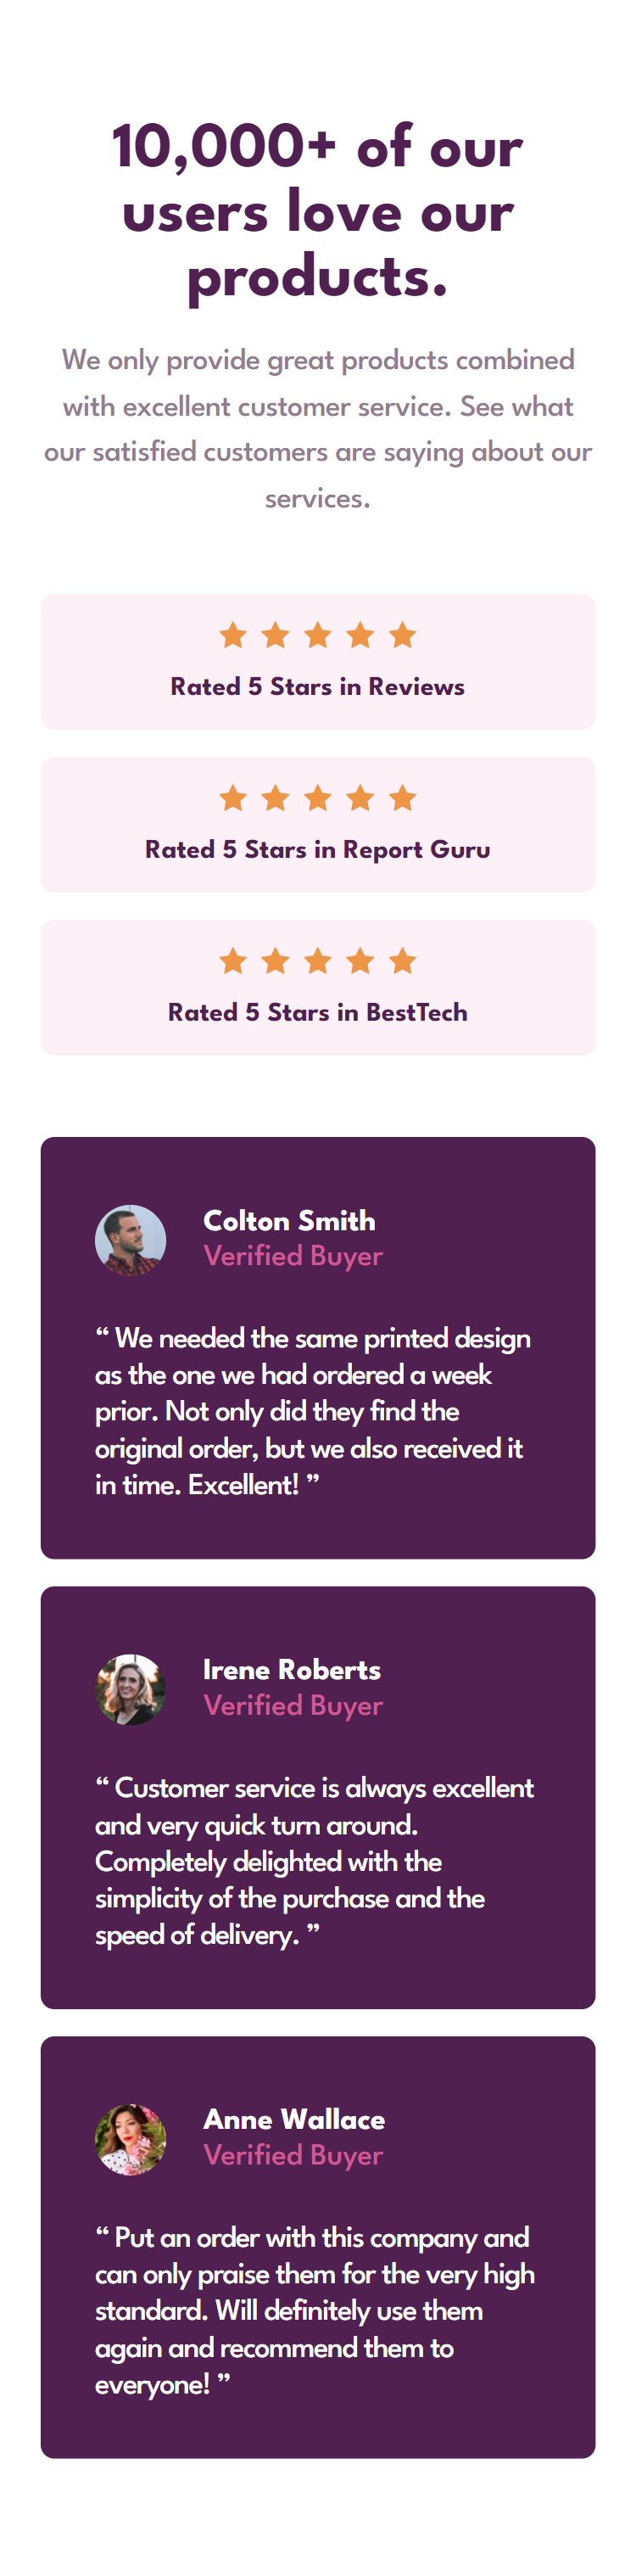 10,000+ of our
users love our
products.
We only provide great products combined
with excellent customer service. See what
our satisfied customers are saying about our
services.
Rated 5 Stars in Reviews
Rated 5 Stars in Report Guru
Rated 5 Stars in BestTech
Colton Smith
Verified Buyer
“ We needed the same printed design
as the one we had ordered a week
prior. Not only did they find the
original order, but we also received it
in time. Excellent! ”
Irene Roberts
Verified Buyer
“ Customer service is always excellent
and very quick turn around.
Completely delighted with the
simplicity of the purchase and the
speed of delivery. ”
Anne Wallace
Verified Buyer
“ Put an order with this company and
can only praise them for the very high
standard. Will definitely use them
again and recommend them to
everyone! ”